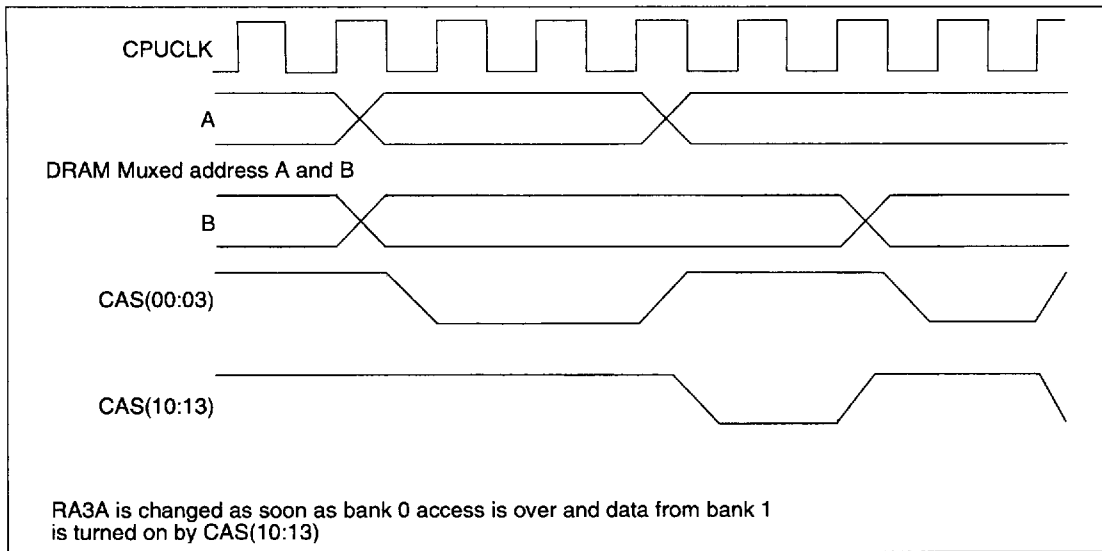 CPUCLK
A
DRAM Muxed address A and B
B
CAS(00:03)
CAS(10:13)
RA3A is changed as soon as bank 0 access is over and data from bank 1
is turned on by CAS(10:13)